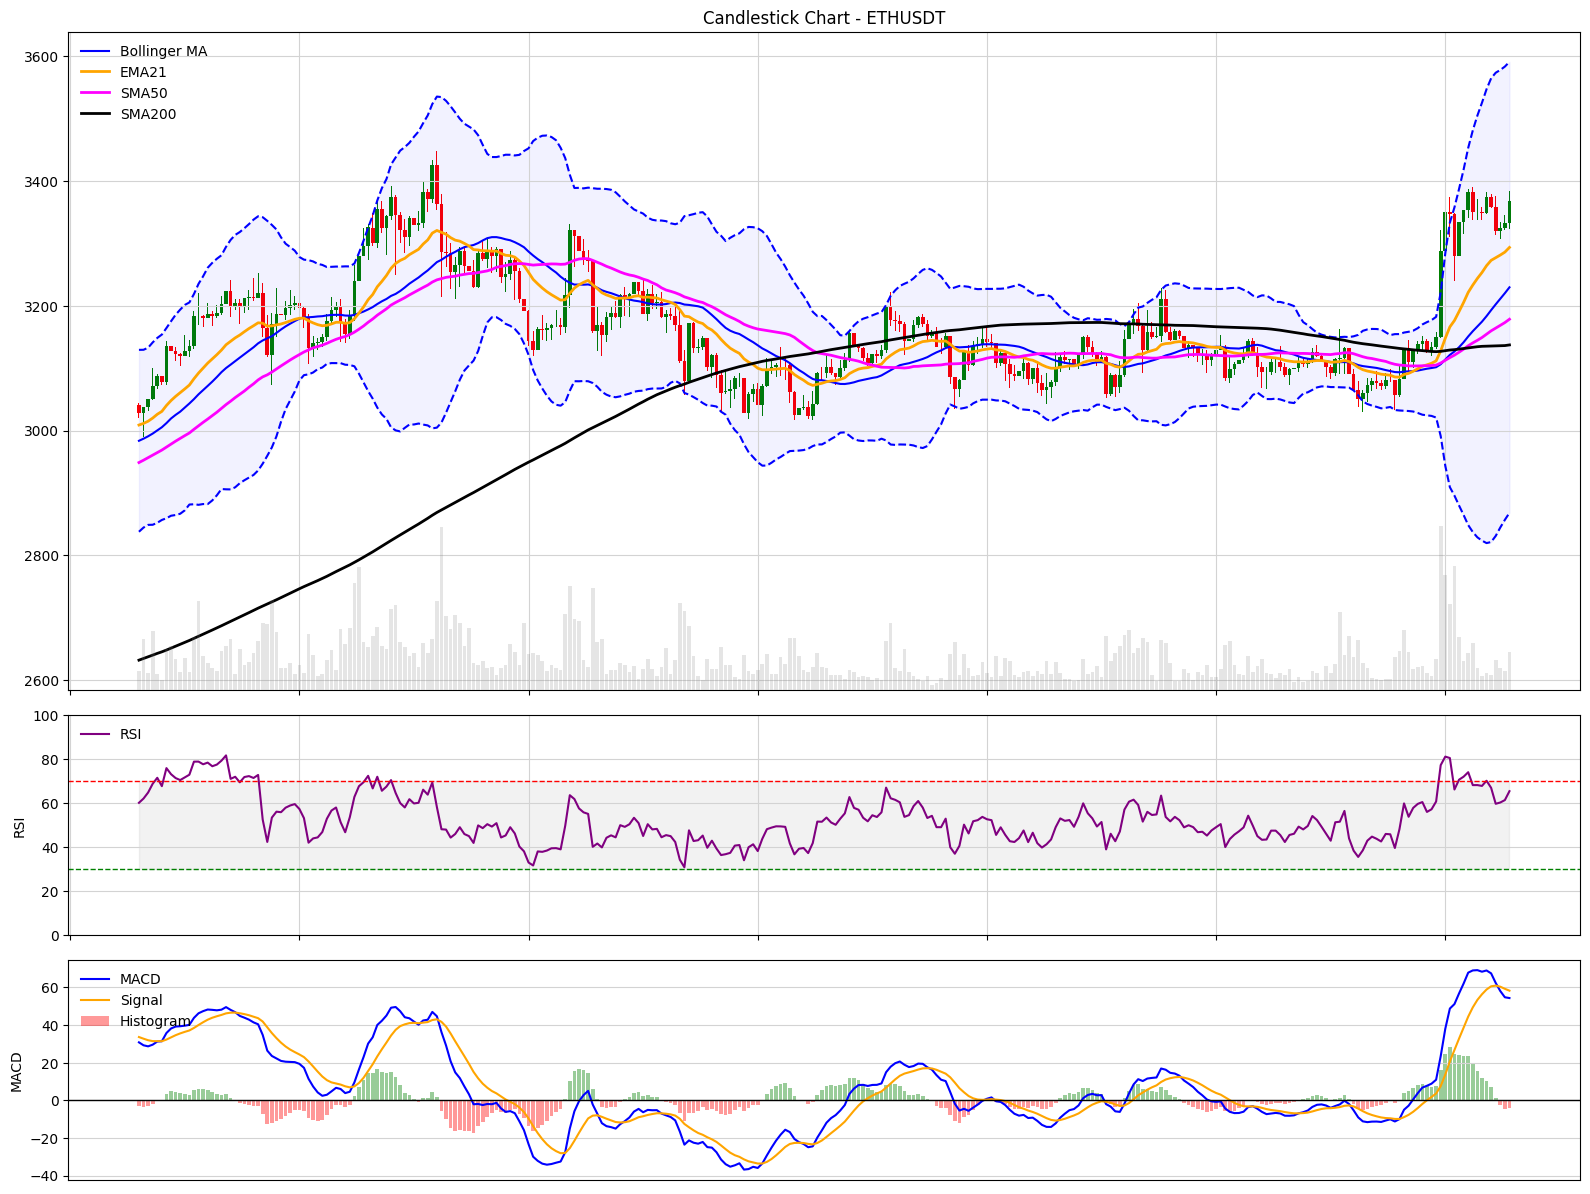 Candlestick Chart - ETHUSDT
3600
3400
3200
3000
2800
2600
Bollinger MA
EMA21
SMA50
SMA200
100
80
60
40
20
0
RSI
RSI
60
40
20
0
−20
−40
MACD
MACD
Signal
Histogram